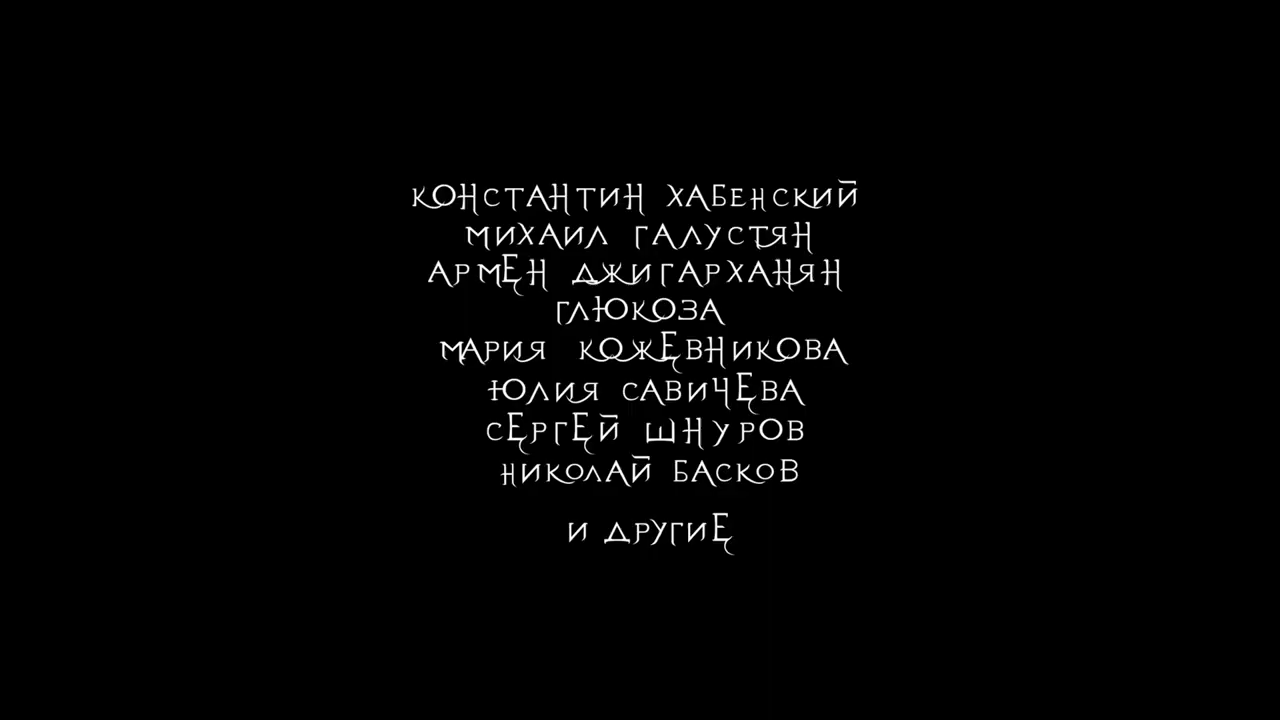 КОНСТАНТИН ХАБЕНСКИЙ
МИХАИЛ ГАЛУСТЯН
АРМЕН ДЖИГАРХАНЯН
ГЛЮКОЗА
МАРИЯ КОЖЕВНИКОВА
ЮЛИЯ САВИЧЕВА
СЕРГЕЙ ШНУРОВ
НИКОЛАЙ БАСКОВ
И ДРУГИЕ